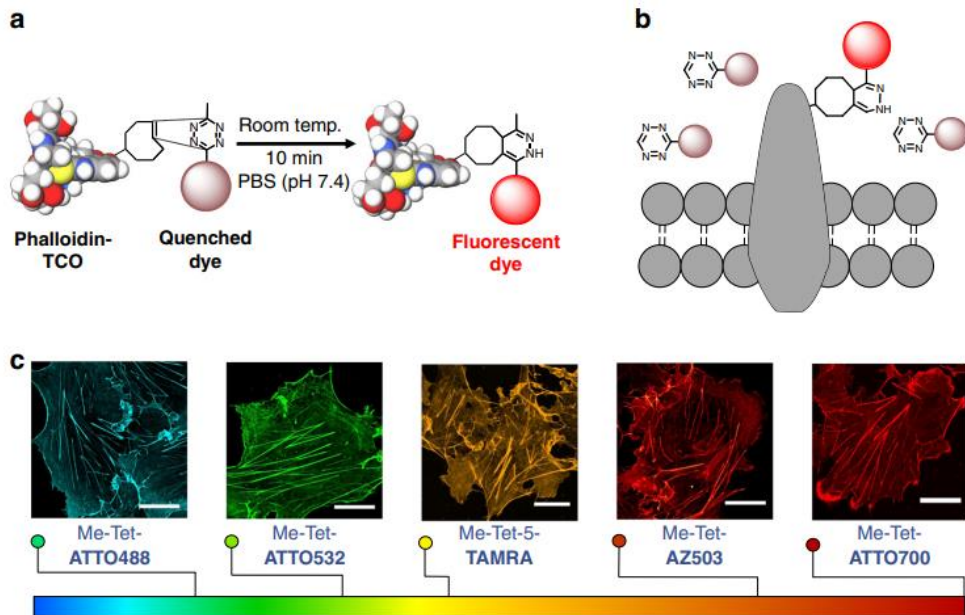 a
Room temp.
10 min
PBS (pH 7.4)
N
N
N
N
N
NH
Phalloidin-
TCO
Quenched
dye
Fluorescent
dye
b
N
N
N
N
N
NH
N
N
N
N
N
N
N
N
c
Me-Tet-
ATTO488
Me-Tet-
ATTO532
Me-Tet-5-
TAMRA
Me-Tet-
AZ503
Me-Tet-
ATTO700